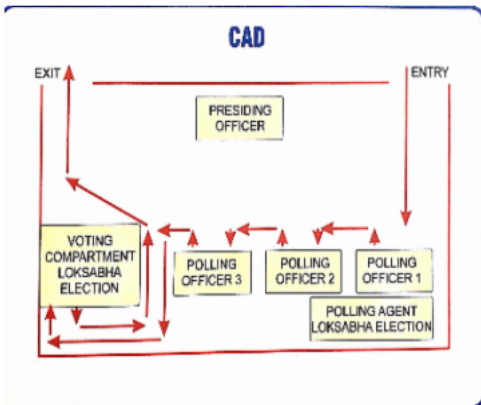 CAD
EXIT
ENTRY
PRESIDING
OFFICER
VOTING
COMPARTMENT
LOKSABHA
ELECTION
POLLING
OFFICER 3
POLLING
OFFICER 2
POLLING
OFFICER 1
POLLING AGENT
LOKSABHA ELECTION